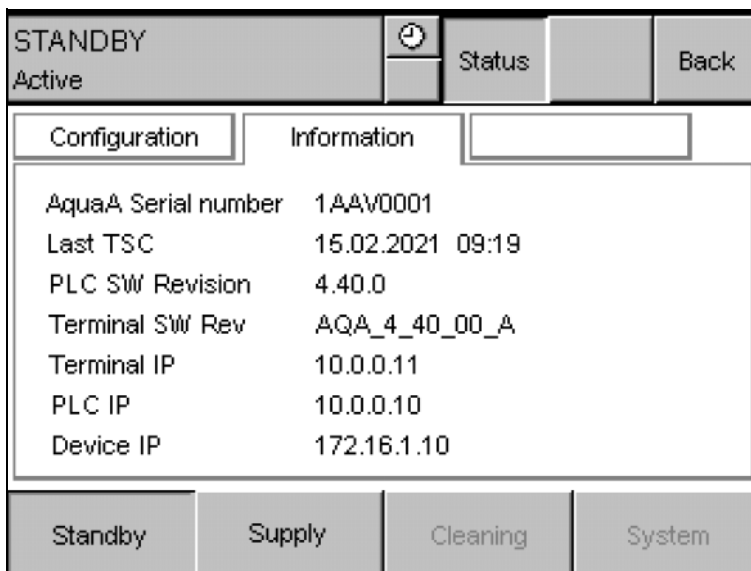 STANDBY
Active
Status
Back
Configuration
Information
AquaA Serial number 1AAV0001
Last TSC 15.02.2021 09:19
PLC SW Revision 4.40.0
Terminal SW Rev AQA_4_40_00_A
Terminal IP 10.0.0.11
PLC IP 10.0.0.10
Device IP 172.16.1.10
Standby
Supply
Cleaning
System